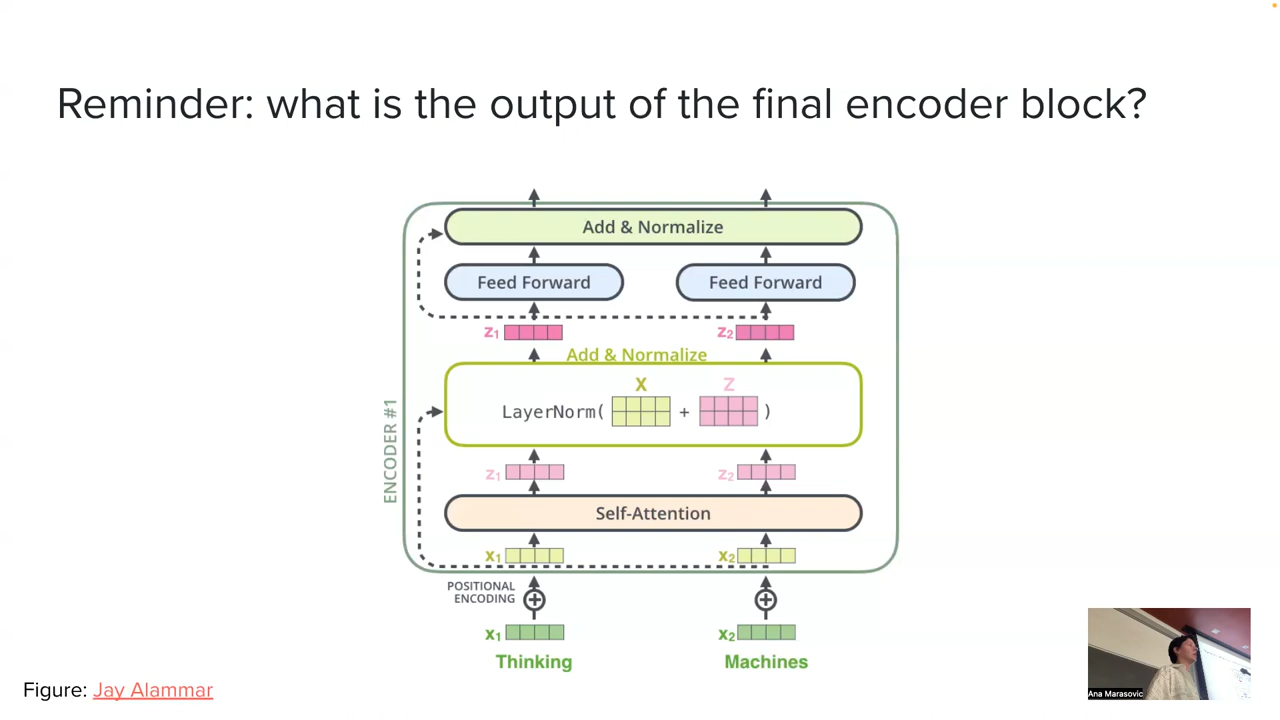 Reminder: what is the output of the final encoder block?
Add & Normalize
Feed Forward
Feed Forward
z1
z2
Add & Normalize
X
Z
LayerNorm( + )
ENCODER #1
z1
z2
Self-Attention
x1
x2
POSITIONAL
ENCODING
x1
x2
Thinking
Machines
Figure: Jay Alammar
Ana Marasovic